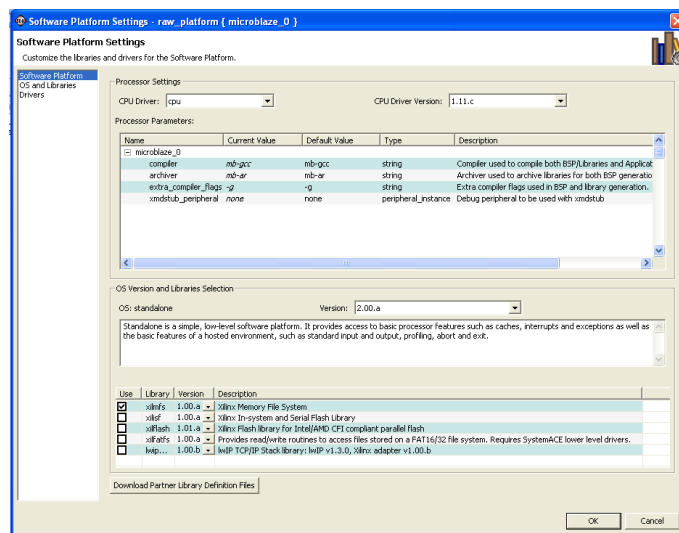 Software Platform Settings - raw_platform { microblaze_0 }
Software Platform Settings
Customize the libraries and drivers for the Software Platform.
Software Platform
OS and Libraries
Drivers
Processor Settings
CPU Driver: cpu CPU Driver Version: 1.11.c
Processor Parameters:
Name Current Value Default Value Type Description
microblaze_0
compiler mb-gcc mb-gcc string Compiler used to compile both BSP/Libraries and Applicat
archiver mb-ar mb-ar string Archiver used to archive libraries for both BSP generatio
extra_compiler_flags -g -g string Extra compiler flags used in BSP and library generation.
xmdstub_peripheral none none peripheral_instance Debug peripheral to be used with xmdstub
OS Version and Libraries Selection
OS: standalone Version: 2.00.a
Standalone is a simple, low-level software platform. It provides access to basic processor features such as caches, interrupts and exceptions as well as
the basic features of a hosted environment, such as standard input and output, profiling, abort and exit.
Use Library Version Description
xilmfs 1.00.a Xilinx Memory File System
xilisf 1.00.a Xilinx In-system and Serial Flash Library
xilflash 1.01.a Xilinx Flash library for Intel/AMD CFI compliant parallel flash
xilfatfs 1.00.a Provides read/write routines to access files stored on a FAT16/32 file system. Requires SystemACE lower level drivers.
lwip... 1.00.b lwIP TCP/IP Stack library: lwIP v1.3.0, Xilinx adapter v1.00.b
Download Partner Library Definition Files
OK Cancel